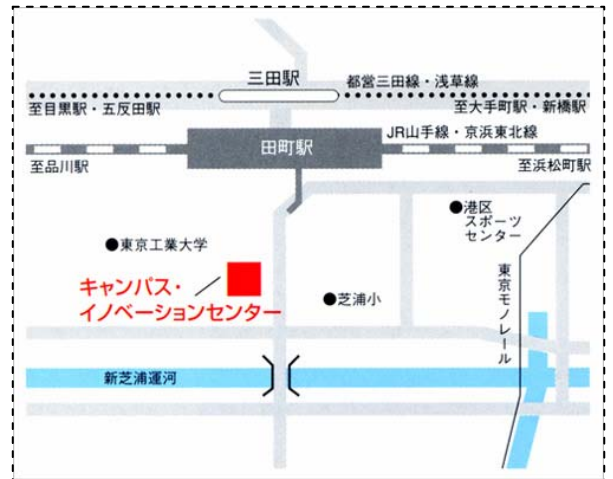 三田駅
都営三田線・浅草線
至目黒駅・五反田駅
至大手町駅・新橋駅
田町駅
JR山手線・京浜東北線
至品川駅
至浜松町駅
●港区
スポーツ
センター
●東京工業大学
キャンパス・
イノベーションセンター
●芝浦小
東京モノレール
新芝浦運河